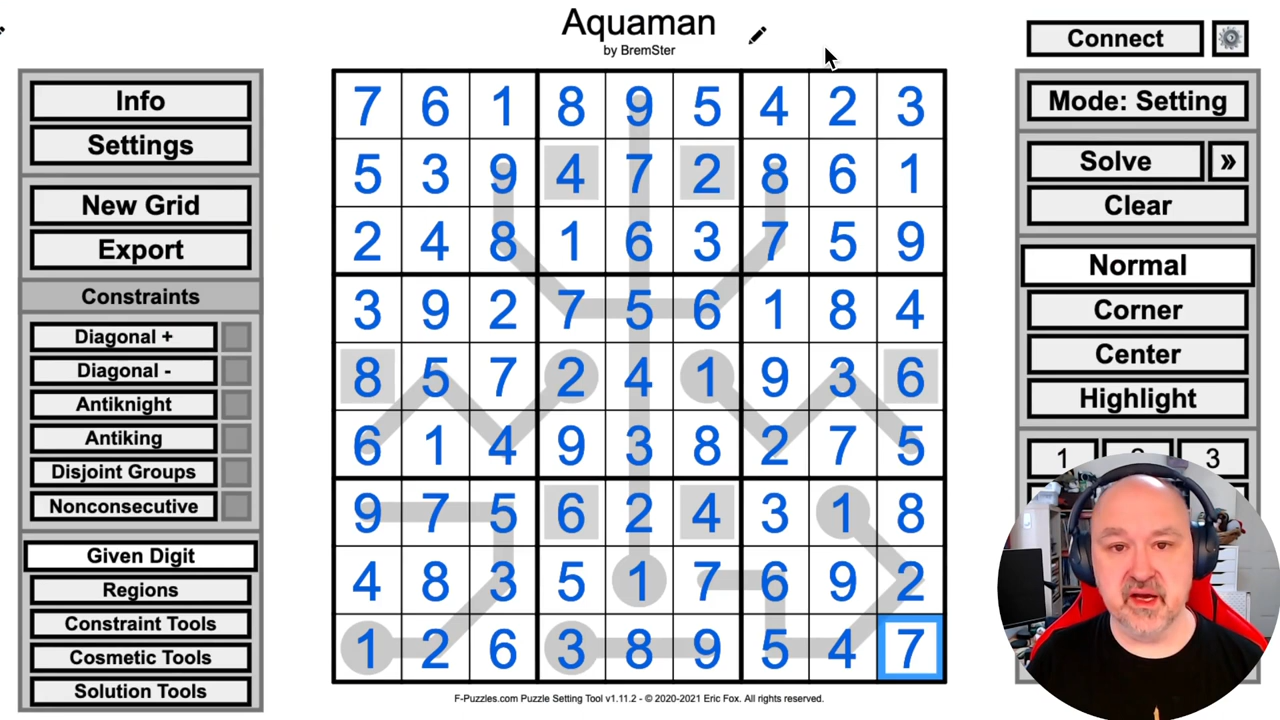 Aquaman
by BremSter
Info
Settings
New Grid
Export
Constraints
Diagonal +
Diagonal -
Antiknight
Antiking
Disjoint Groups
Nonconsecutive
Given Digit
Regions
Constraint Tools
Cosmetic Tools
Solution Tools
7 6 1 8 9 5 4 2 3
5 3 9 4 7 2 8 6 1
2 4 8 1 6 3 7 5 9
3 9 2 7 5 6 1 8 4
8 5 7 2 4 1 9 3 6
6 1 4 9 3 8 2 7 5
9 7 5 6 2 4 3 1 8
4 8 3 5 1 7 6 9 2
1 2 6 3 8 9 5 4 7
F-Puzzles.com Puzzle Setting Tool v1.11.2 - © 2020-2021 Eric Fox. All rights reserved.
Connect
Mode: Setting
Solve »
Clear
Normal
Corner
Center
Highlight
1 3